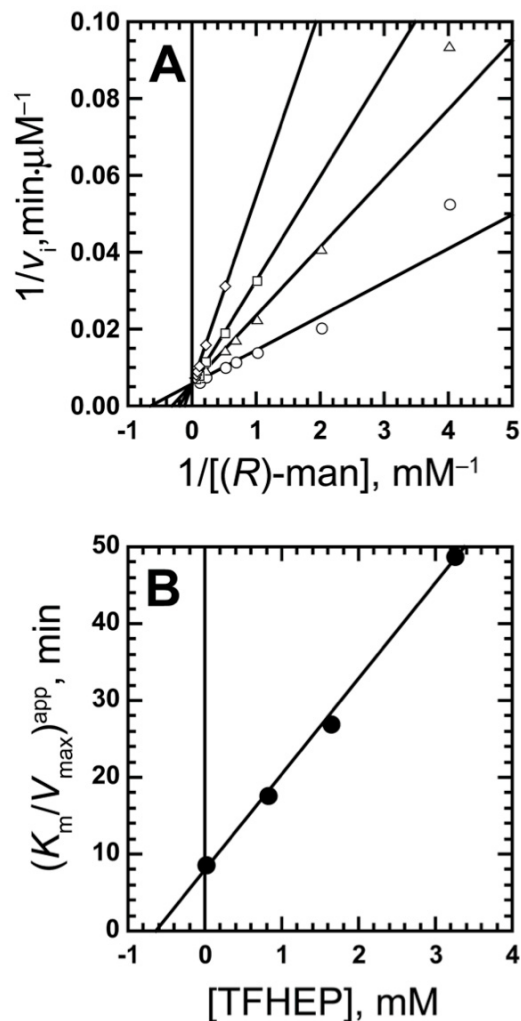 A
0.10
0.08
0.06
0.04
0.02
0.00
1/vᵢ, min.µM⁻¹
-1 0 1 2 3 4 5
1/[(R)-man], mM⁻¹
B
50
40
30
20
10
0
(Kₘ/Vₘₐₓ)ᵃᵖᵖ, min
-1 0 1 2 3 4
[TFHEP], mM